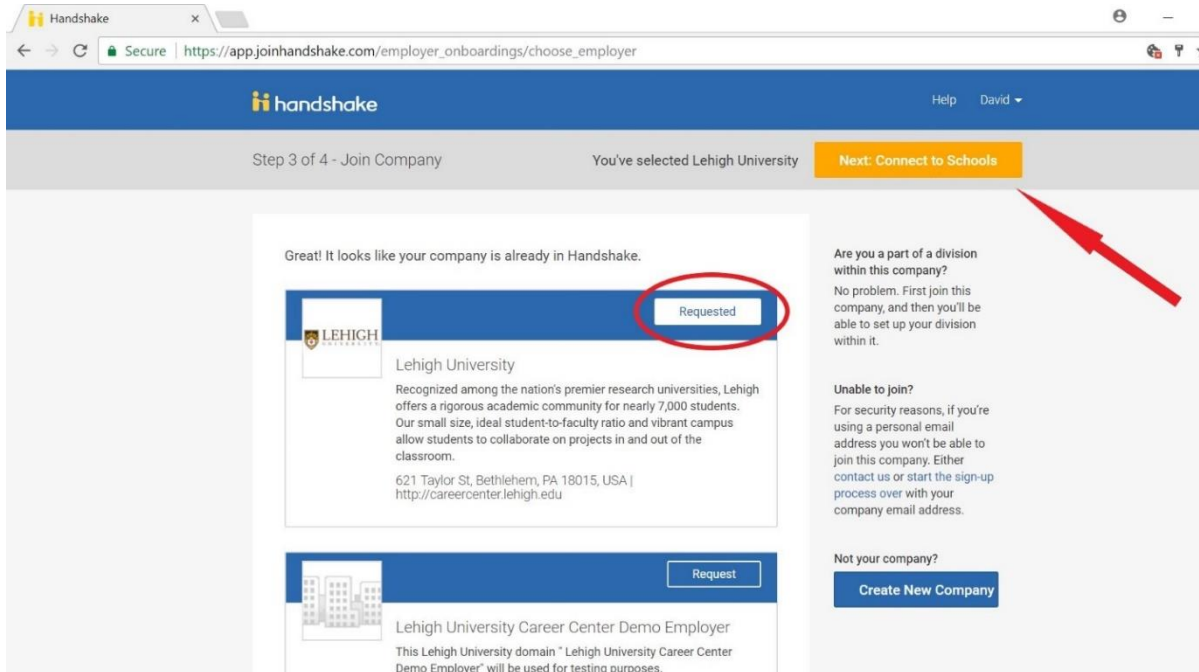 Handshake
Secure | https://app.joinhandshake.com/employer_onboardings/choose_employer
handshake
Help David
Step 3 of 4 - Join Company
You've selected Lehigh University
Next: Connect to Schools
Great! It looks like your company is already in Handshake.
Requested
LEHIGH
UNIVERSITY
Lehigh University
Recognized among the nation's premier research universities, Lehigh
offers a rigorous academic community for nearly 7,000 students.
Our small size, ideal student-to-faculty ratio and vibrant campus
allow students to collaborate on projects in and out of the
classroom.
621 Taylor St, Bethlehem, PA 18015, USA |
http://careercenter.lehigh.edu
Request
Lehigh University Career Center Demo Employer
This Lehigh University domain " Lehigh University Career Center
Demo Employer" will be used for testing purposes.
Are you a part of a division
within this company?
No problem. First join this
company, and then you'll be
able to set up your division
within it.
Unable to join?
For security reasons, if you're
using a personal email
address you won't be able to
join this company. Either
contact us or start the sign-up
process over with your
company email address.
Not your company?
Create New Company